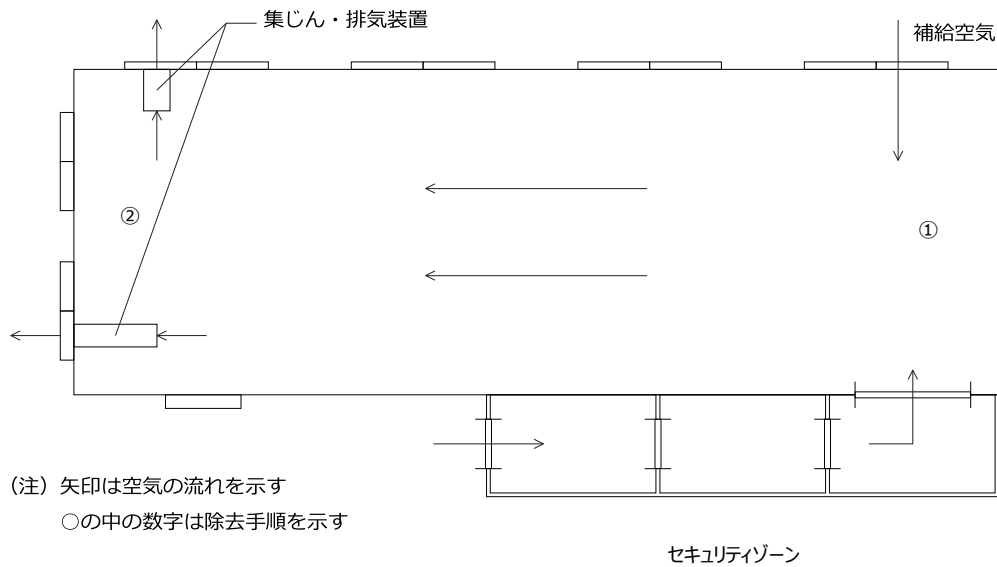 集じん・排気装置
補給空気
②
①
（注）矢印は空気の流れを示す
○の中の数字は除去手順を示す
セキュリティゾーン